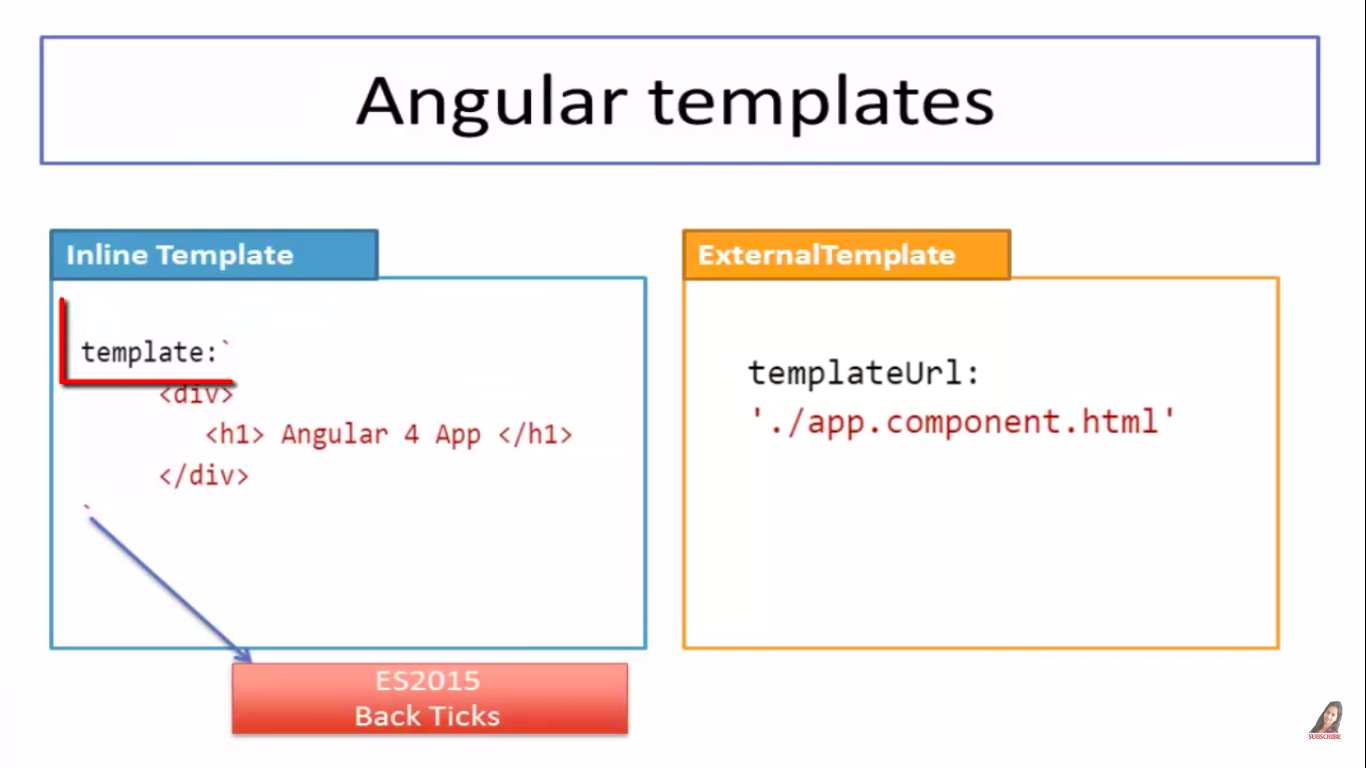 Angular templates
Inline Template
template:`
<div>
<h1> Angular 4 App </h1>
</div>
`
ES2015
Back Ticks
ExternalTemplate
templateUrl:
'./app.component.html'
SUBSCRIBE